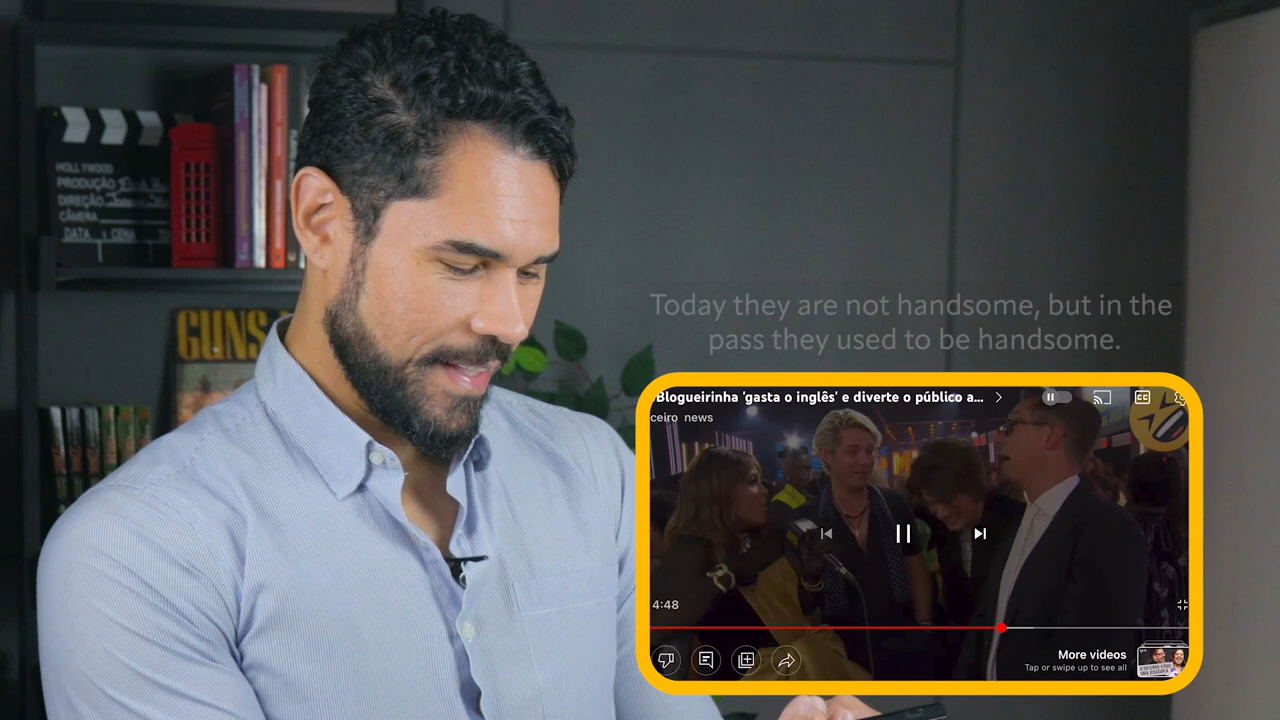 HOLLYWOOD
PRODUÇÃO
DIREÇÃO
CÂMERA
DATA
CENA
GUNS
Today they are not handsome, but in the
pass they used to be handsome.
Blogueirinha 'gasta o inglês' e diverte o público a...
ceiro news
4:48
More videos
Tap or swipe up to see all